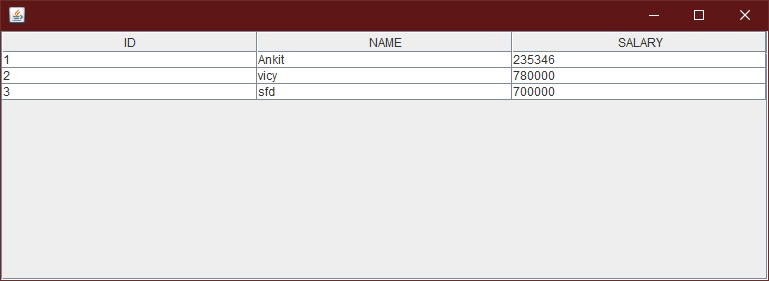 ID NAME SALARY
1 Ankit 235346
2 vicy 780000
3 sfd 700000